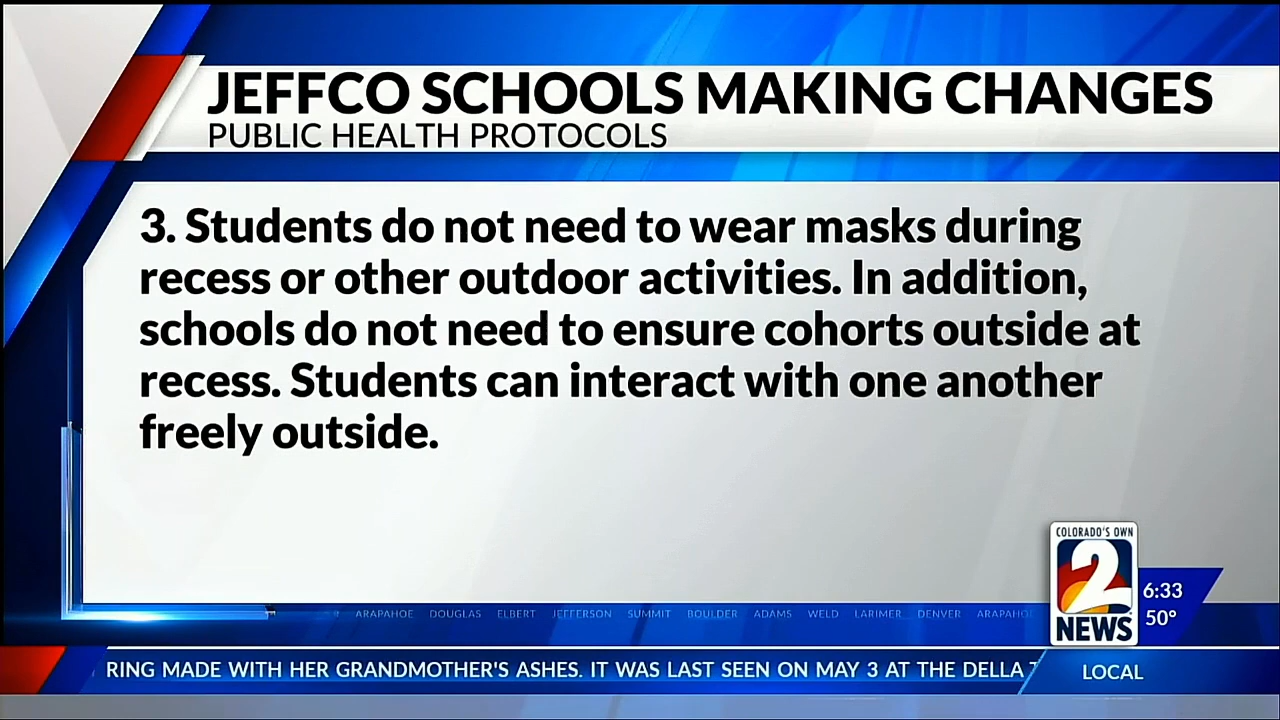 JEFFCO SCHOOLS MAKING CHANGES
PUBLIC HEALTH PROTOCOLS
3. Students do not need to wear masks during
recess or other outdoor activities. In addition,
schools do not need to ensure cohorts outside at
recess. Students can interact with one another
freely outside.
COLORADO'S OWN
2
NEWS
6:33
50°
ARAPAHOE DOUGLAS ELBERT JEFFERSON SUMMIT BOULDER ADAMS WELD LARIMER DENVER
RING MADE WITH HER GRANDMOTHER'S ASHES. IT WAS LAST SEEN ON MAY 3 AT THE DELLA
LOCAL